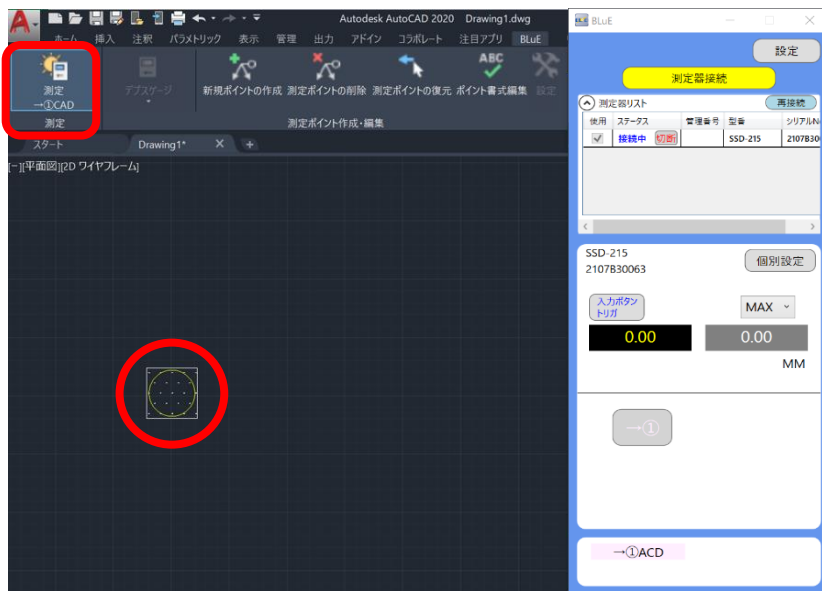 Autodesk AutoCAD 2020 Drawing1.dwg
ホーム 挿入 注釈 パラメトリック 表示 管理 出力 アドイン コラボレート 注目アプリ BLuE
測定
→①CAD
測定
デプスゲージ
新規ポイントの作成 測定ポイントの削除 測定ポイントの復元 ポイント書式編集 設定
ABC
測定ポイント作成・編集
スタート Drawing1* × +
[−][平面図][2D ワイヤフレーム]
BLuE
設定
測定器接続
測定器リスト 再接続
使用 ステータス 管理番号 型番 シリアルN
接続中 切断 SSD-215 2107B30
SSD-215
2107B30063
個別設定
入力ボタン
トリガ
MAX
0.00 0.00
MM
→①
→①ACD